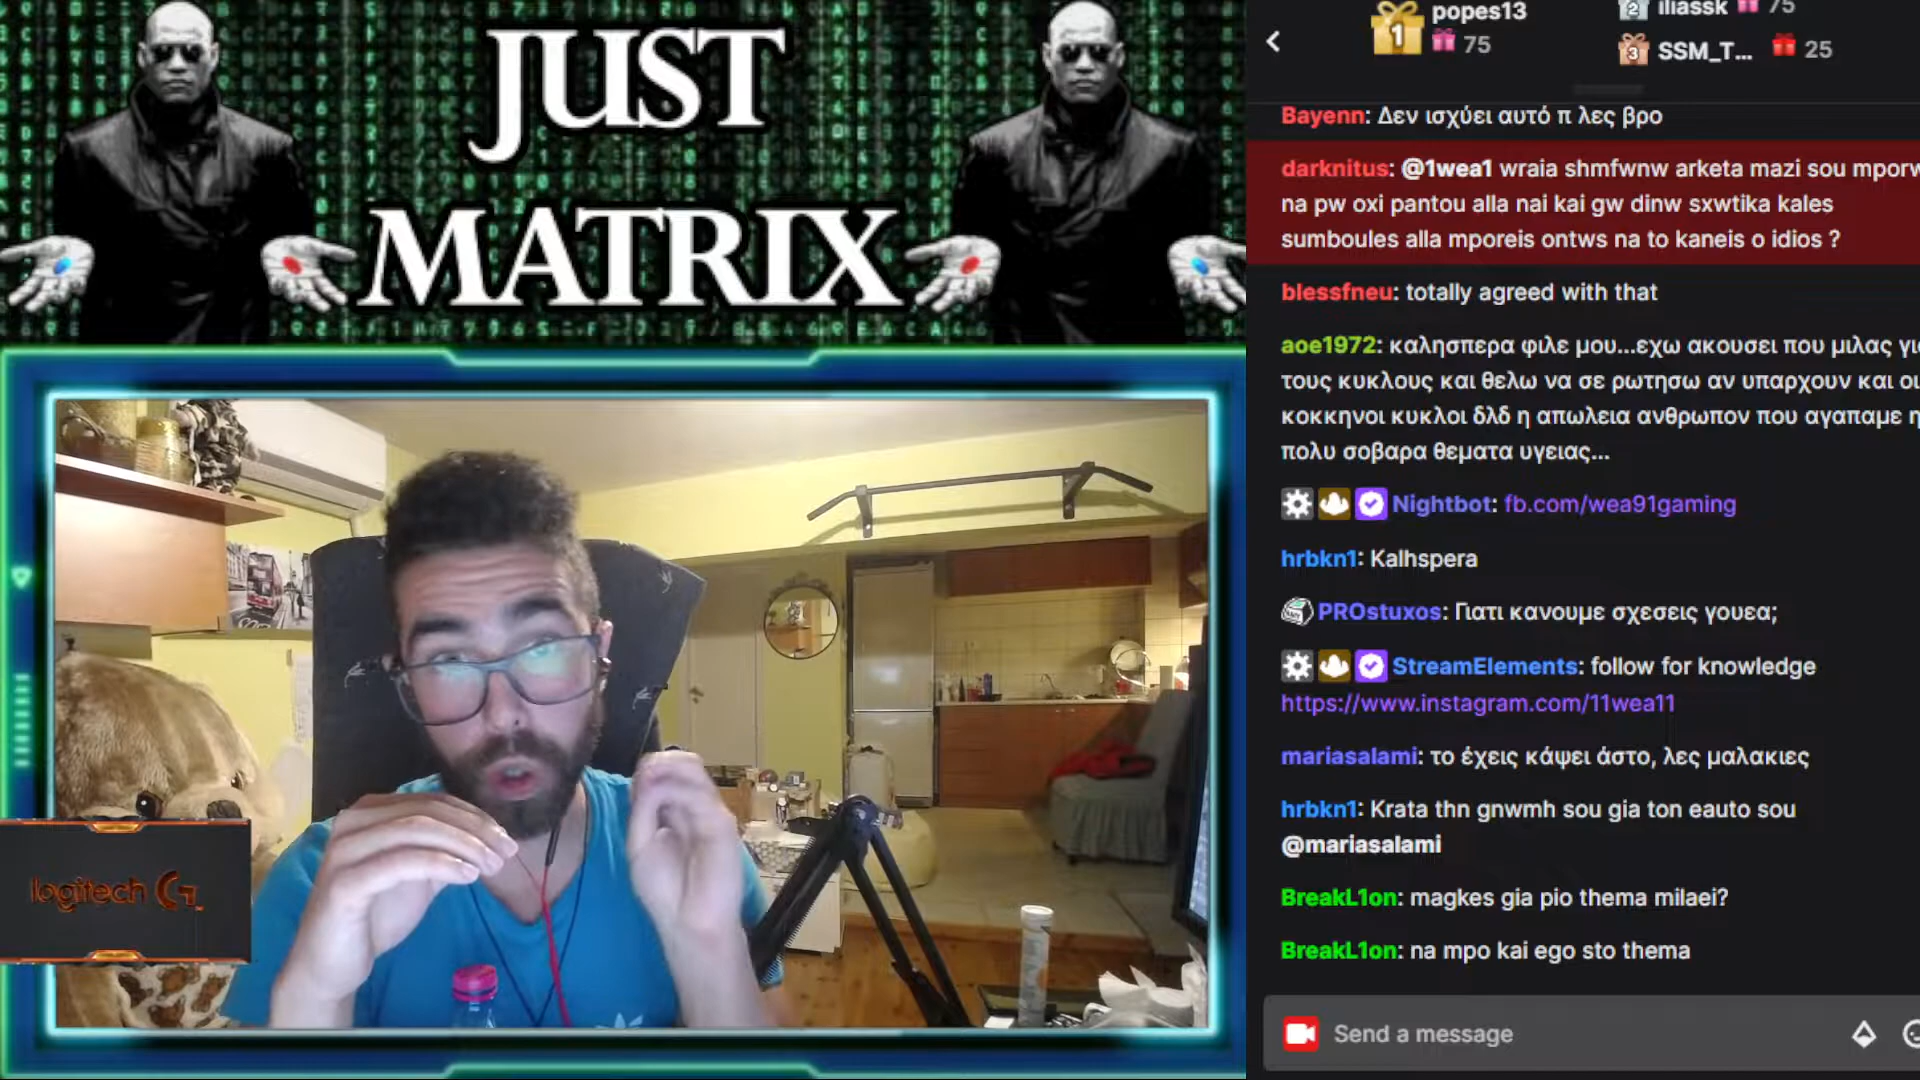 JUST
MATRIX
logitech G
popes13
1
75
2 iliassk 75
3 SSM_T... 25
Bayenn: Δεν ισχύει αυτό π λες βρο
darknitus: @1wea1 wraia shmfwnw arketa mazi sou mporw
na pw oxi pantou alla nai kai gw dinw sxwtika kales
sumboules alla mporeis ontws na to kaneis o idios ?
blessfneu: totally agreed with that
aoe1972: καλησπερα φιλε μου...εχω ακουσει που μιλας γι
τους κυκλους και θελω να σε ρωτησω αν υπαρχουν και οι
κοκκηνοι κυκλοι δλδ η απωλεια ανθρωπον που αγαπαμε η
πολυ σοβαρα θεματα υγειας...
Nightbot: fb.com/wea91gaming
hrbkn1: Kalhspera
PROstuxos: Γιατι κανουμε σχεσεις γουεα;
StreamElements: follow for knowledge
https://www.instagram.com/11wea11
mariasalami: το έχεις κάψει άστο, λες μαλακιες
hrbkn1: Krata thn gnwmh sou gia ton eauto sou
@mariasalami
BreakL1on: magkes gia pio thema milaei?
BreakL1on: na mpo kai ego sto thema
Send a message